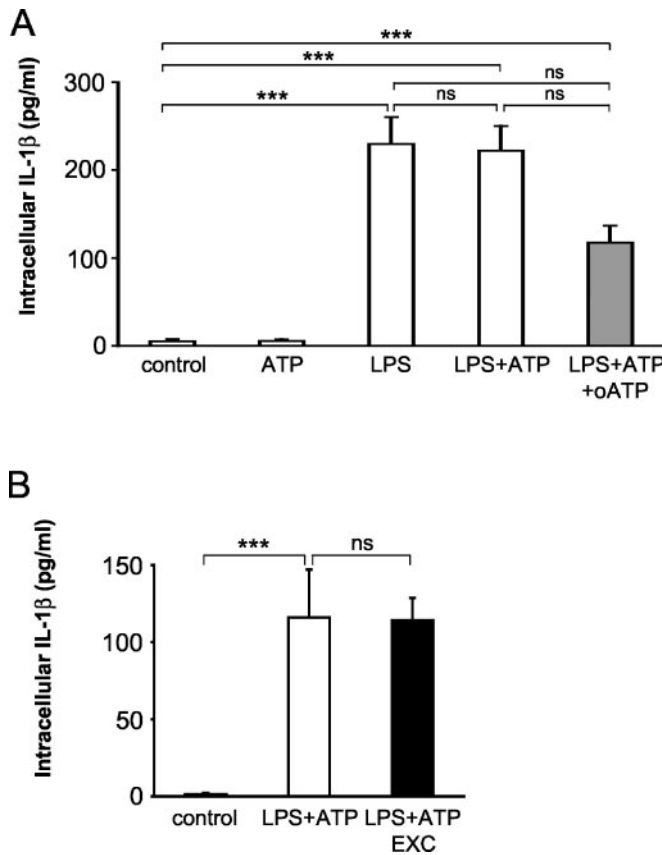 A
***
***
ns
***
ns
ns
Intracellular IL-1β (pg/ml)
300
200
100
0
control
ATP
LPS
LPS+ATP
LPS+ATP
+oATP
B
***
ns
Intracellular IL-1β (pg/ml)
150
100
50
0
control
LPS+ATP
LPS+ATP
EXC